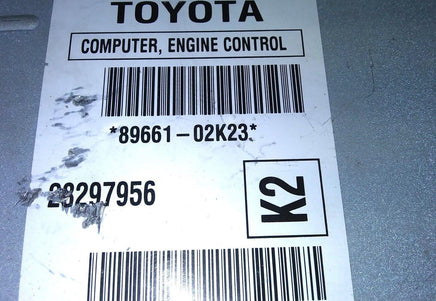 TOYOTA
COMPUTER, ENGINE CONTROL
*89661-02K23*
28297956
K2